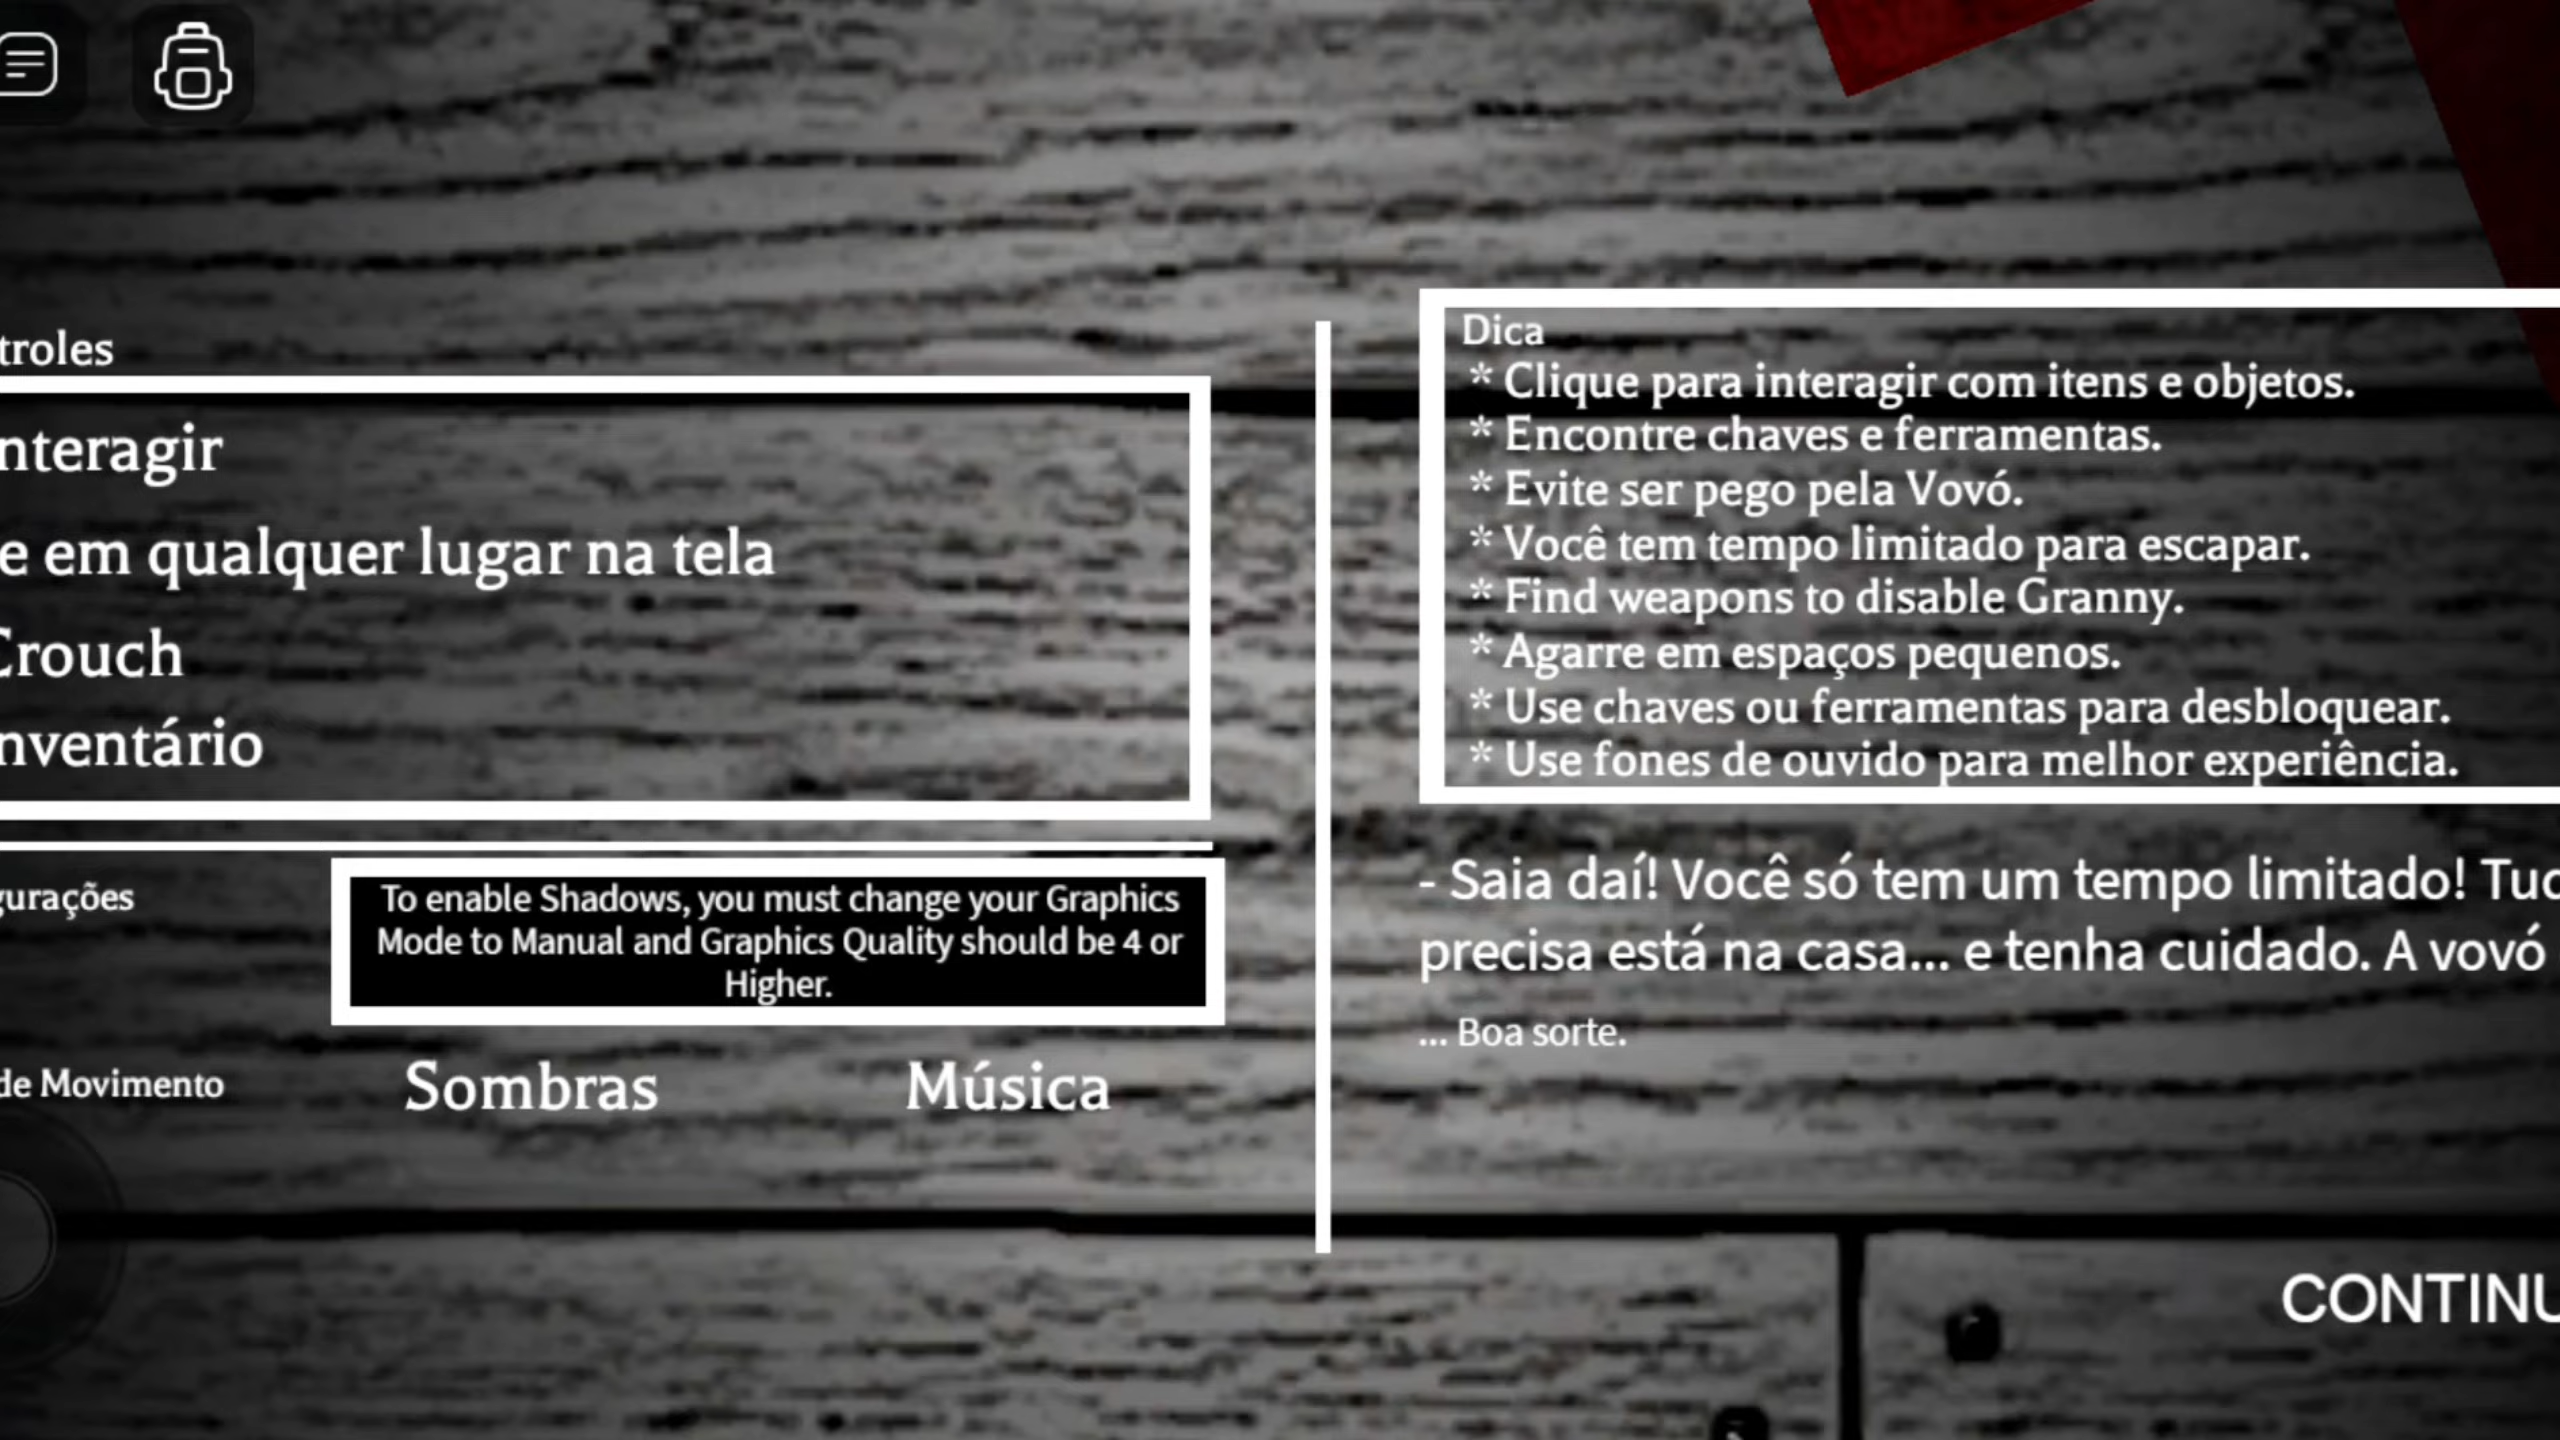 troles
nteragir
e em qualquer lugar na tela
Crouch
nventário
gurações
To enable Shadows, you must change your Graphics
Mode to Manual and Graphics Quality should be 4 or
Higher.
de Movimento
Sombras
Música
Dica
* Clique para interagir com itens e objetos.
* Encontre chaves e ferramentas.
* Evite ser pego pela Vovó.
* Você tem tempo limitado para escapar.
* Find weapons to disable Granny.
* Agarre em espaços pequenos.
* Use chaves ou ferramentas para desbloquear.
* Use fones de ouvido para melhor experiência.
- Saia daí! Você só tem um tempo limitado! Tud
precisa está na casa... e tenha cuidado. A vovó
... Boa sorte.
CONTINU